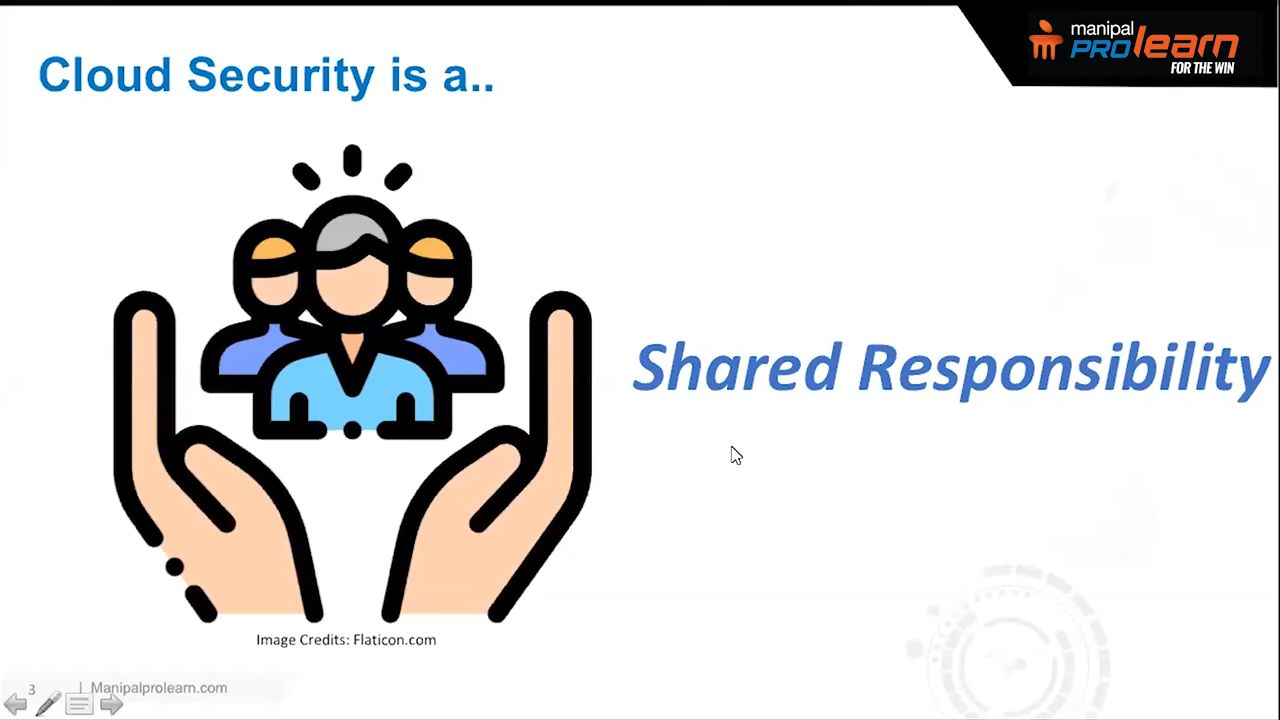 Cloud Security is a..
manipal
PROlearn
FOR THE WIN
Shared Responsibility
Image Credits: Flaticon.com
3 | Manipalprolearn.com